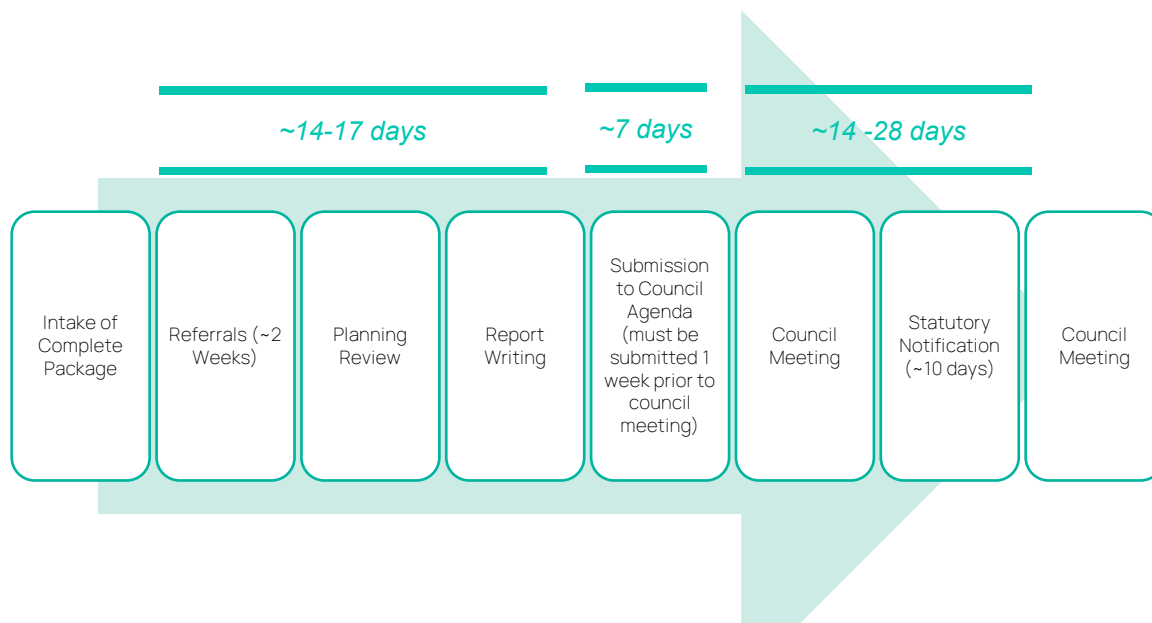 ~14-17 days
~7 days
~14 -28 days
Intake of
Complete
Package
Referrals (~2
Weeks)
Planning
Review
Report
Writing
Submission
to Council
Agenda
(must be
submitted 1
week prior to
council
meeting)
Council
Meeting
Statutory
Notification
(~10 days)
Council
Meeting